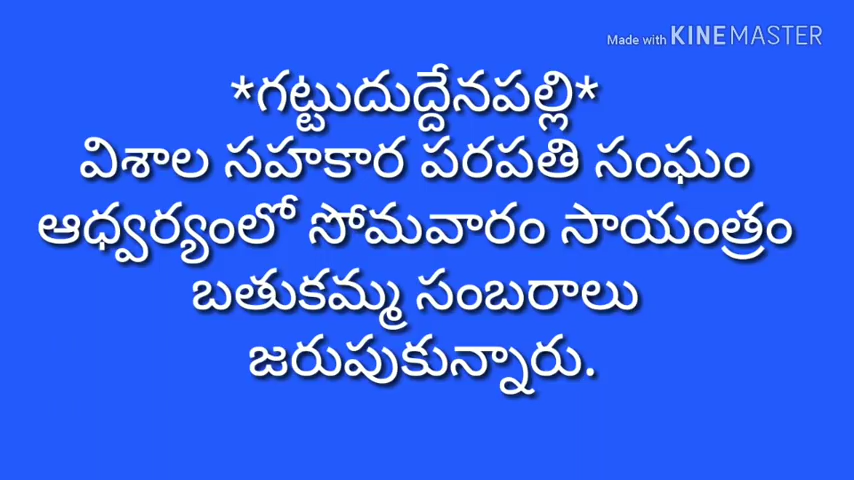 Made with KINEMASTER
*గట్టుదుద్దేనపల్లి*
విశాల సహకార పరపతి సంఘం
ఆధ్వర్యంలో సోమవారం సాయంత్రం
బతుకమ్మ సంబరాలు
జరుపుకున్నారు.